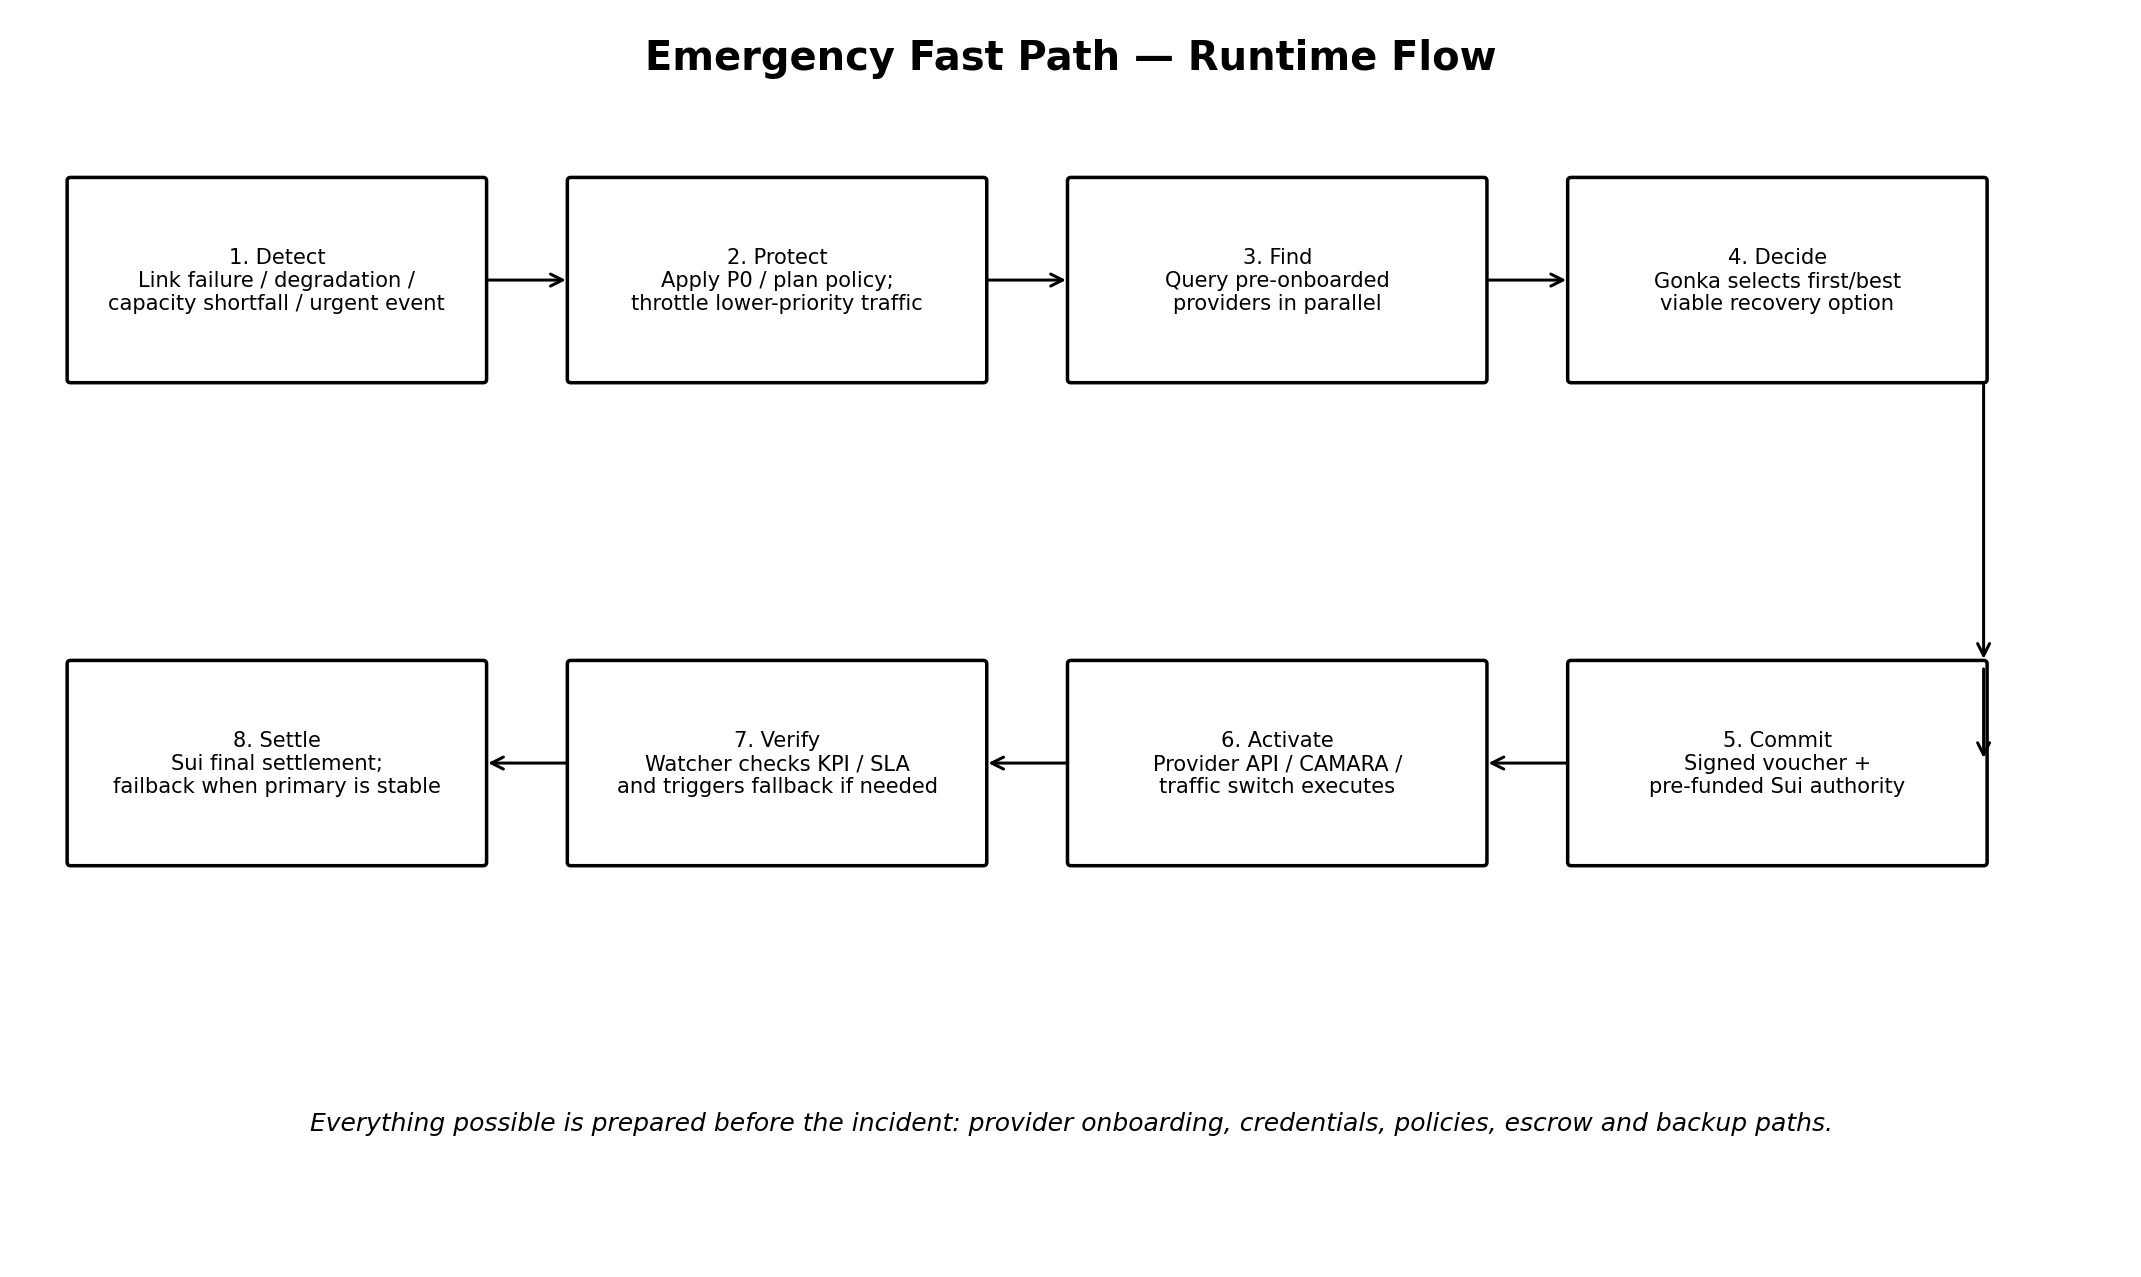 Emergency Fast Path — Runtime Flow
1. Detect
Link failure / degradation /
capacity shortfall / urgent event
2. Protect
Apply P0 / plan policy;
throttle lower-priority traffic
3. Find
Query pre-onboarded
providers in parallel
4. Decide
Gonka selects first/best
viable recovery option
5. Commit
Signed voucher +
pre-funded Sui authority
6. Activate
Provider API / CAMARA /
traffic switch executes
7. Verify
Watcher checks KPI / SLA
and triggers fallback if needed
8. Settle
Sui final settlement;
failback when primary is stable
Everything possible is prepared before the incident: provider onboarding, credentials, policies, escrow and backup paths.